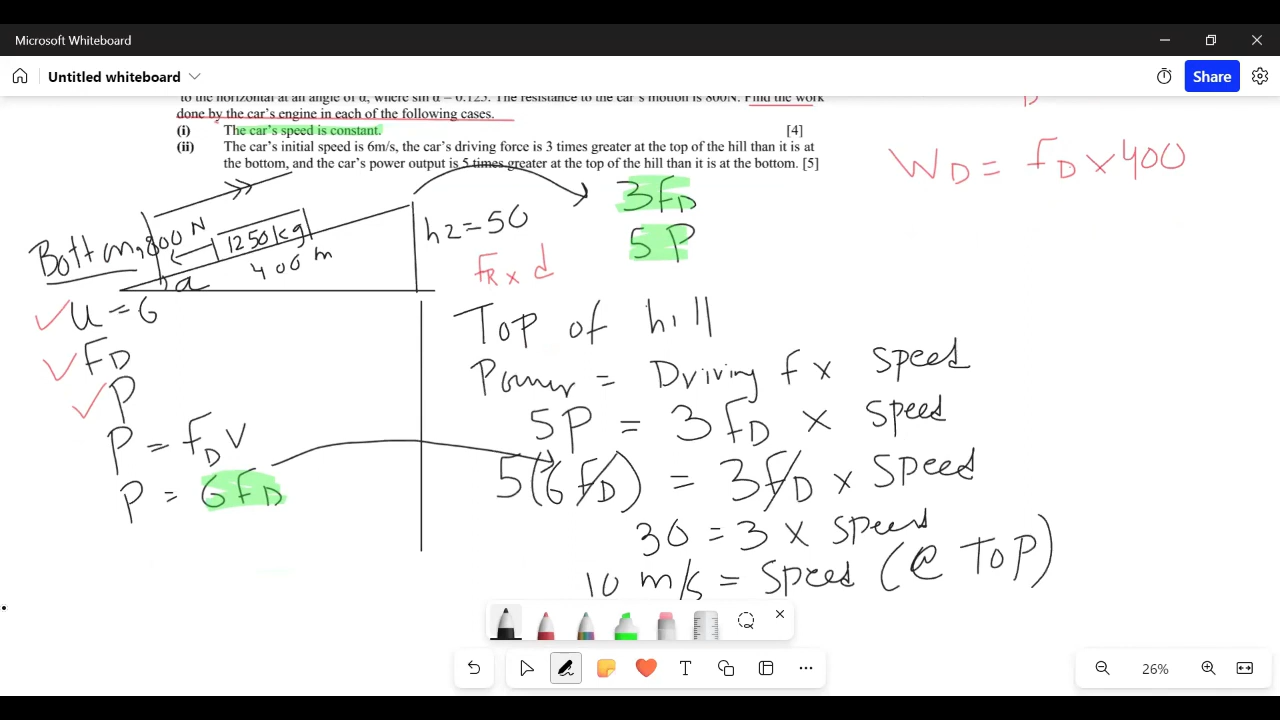 Microsoft Whiteboard
Untitled whiteboard
Share
to the horizontal at an angle of α, where sin α = 0.125. The resistance to the car's motion is 800N. Find the work
done by the car's engine in each of the following cases.
(i) The car's speed is constant. [4]
(ii) The car's initial speed is 6m/s, the car's driving force is 3 times greater at the top of the hill than it is at
the bottom, and the car's power output is 5 times greater at the top of the hill than it is at the bottom. [5]
WD = fD × 400
3FD
5P
800 N
1250kg
400 m
a
h2=50
FR × d
Bottom,
u = 6
FD
P
P = fD V
P = 6FD
Top of hill
Power = Driving f × speed
5P = 3fD × speed
5(6fD) = 3fD × speed
30 = 3 × speed
10 m/s = speed (@ Top)
26%